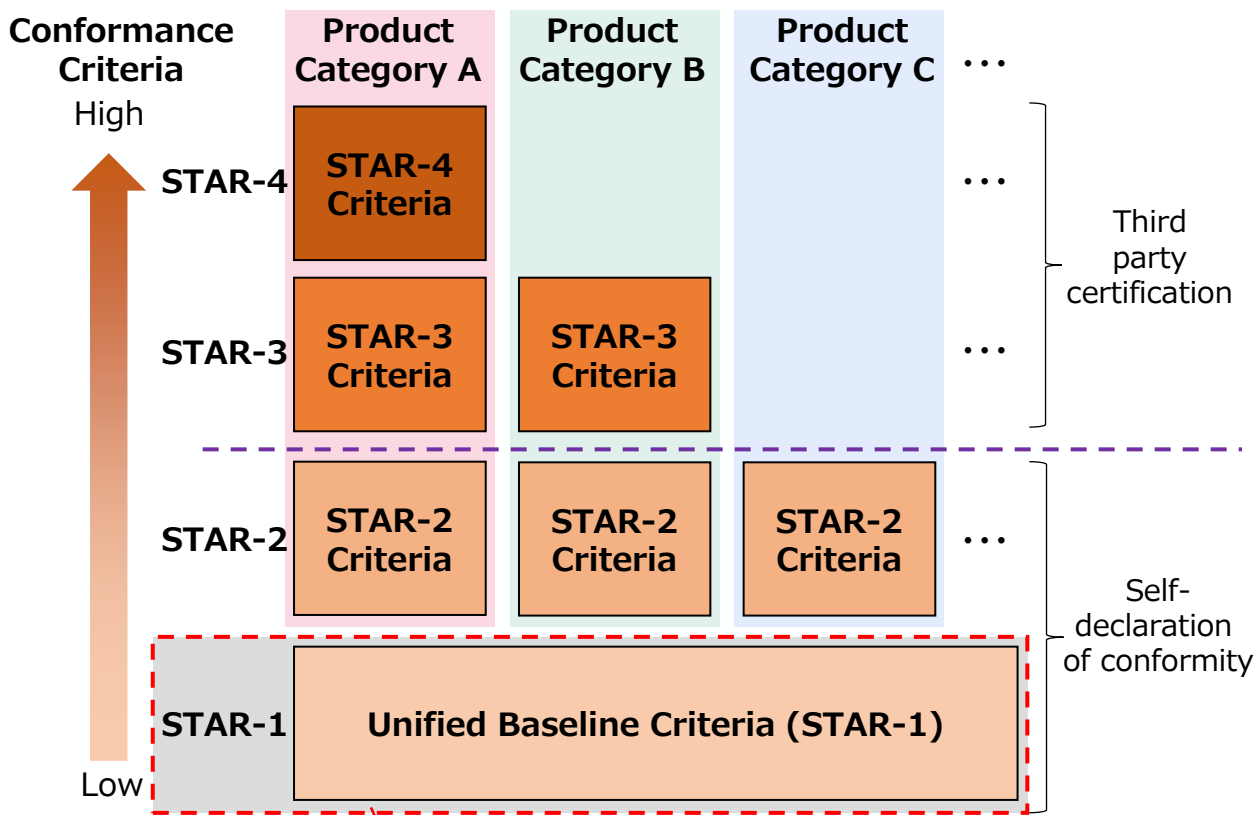 Conformance
Criteria
High
Product
Category A
Product
Category B
Product
Category C
...
STAR-4
STAR-4
Criteria
...
STAR-3
STAR-3
Criteria
STAR-3
Criteria
...
Third
party
certification
STAR-2
STAR-2
Criteria
STAR-2
Criteria
STAR-2
Criteria
...
Self-
declaration
of conformity
STAR-1
Unified Baseline Criteria (STAR-1)
Low